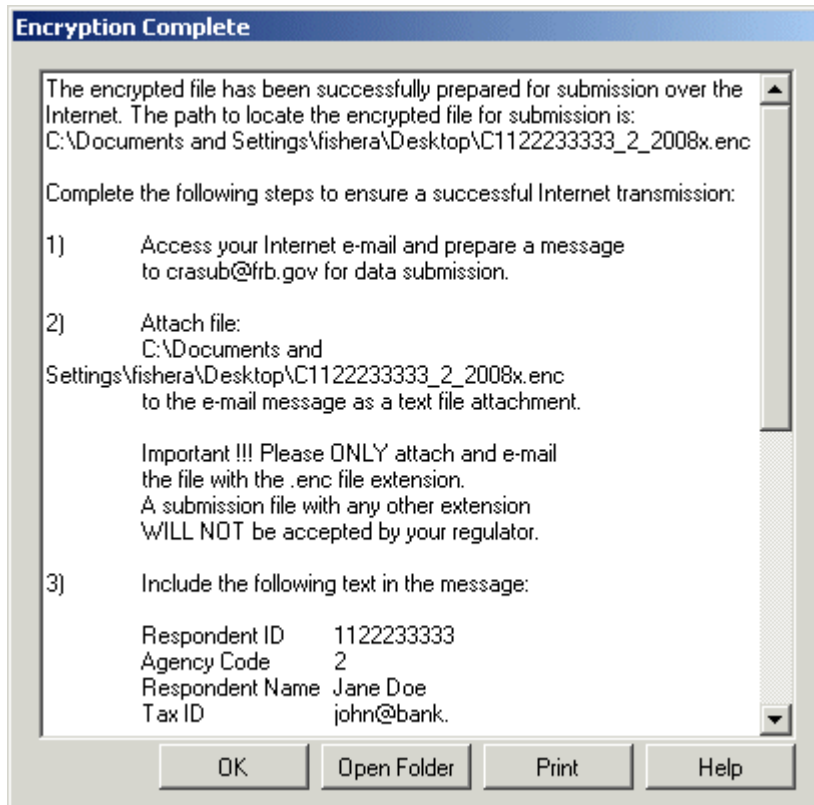 Encryption Complete
The encrypted file has been successfully prepared for submission over the
Internet. The path to locate the encrypted file for submission is:
C:\Documents and Settings\fishera\Desktop\C1122233333_2_2008x.enc
Complete the following steps to ensure a successful Internet transmission:
1) Access your Internet e-mail and prepare a message
to crasub@frb.gov for data submission.
2) Attach file:
C:\Documents and
Settings\fishera\Desktop\C1122233333_2_2008x.enc
to the e-mail message as a text file attachment.
Important !!! Please ONLY attach and e-mail
the file with the .enc file extension.
A submission file with any other extension
WILL NOT be accepted by your regulator.
3) Include the following text in the message:
Respondent ID 1122233333
Agency Code 2
Respondent Name Jane Doe
Tax ID john@bank.
OK Open Folder Print Help